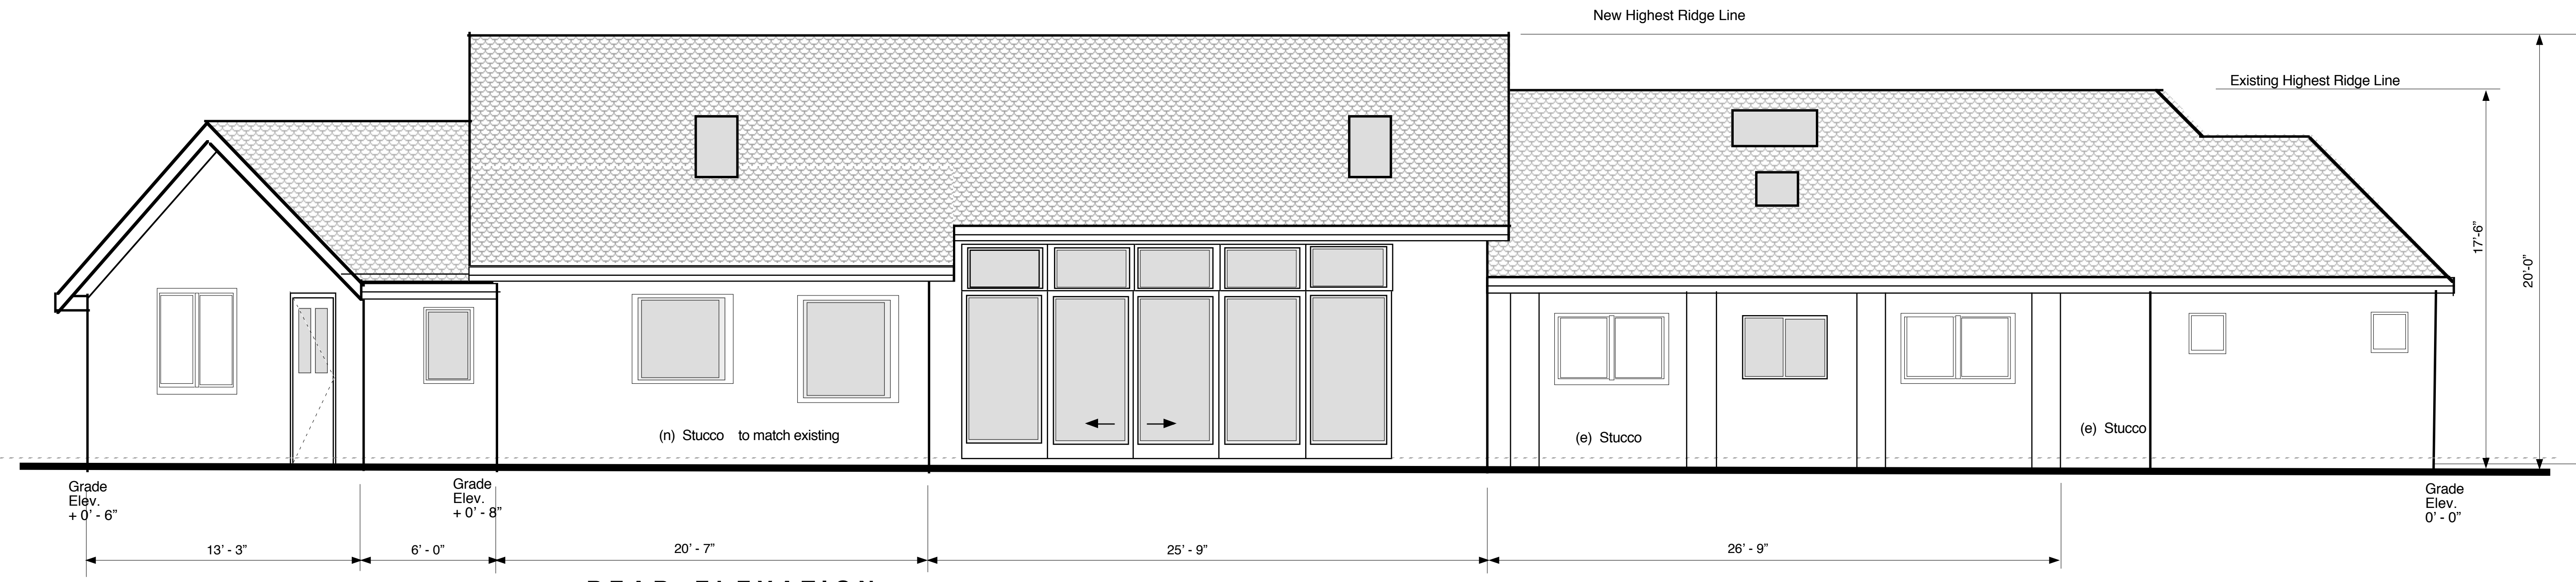 New Highest Ridge Line
Existing Highest Ridge Line
17'-6"
20'-0"
(n) Stucco to match existing
(e) Stucco
(e) Stucco
Grade
Elev.
+ 0' - 6"
Grade
Elev.
+ 0' - 8"
Grade
Elev.
0' - 0"
13' - 3"
6' - 0"
20' - 7"
25' - 9"
26' - 9"
REAR ELEVATION